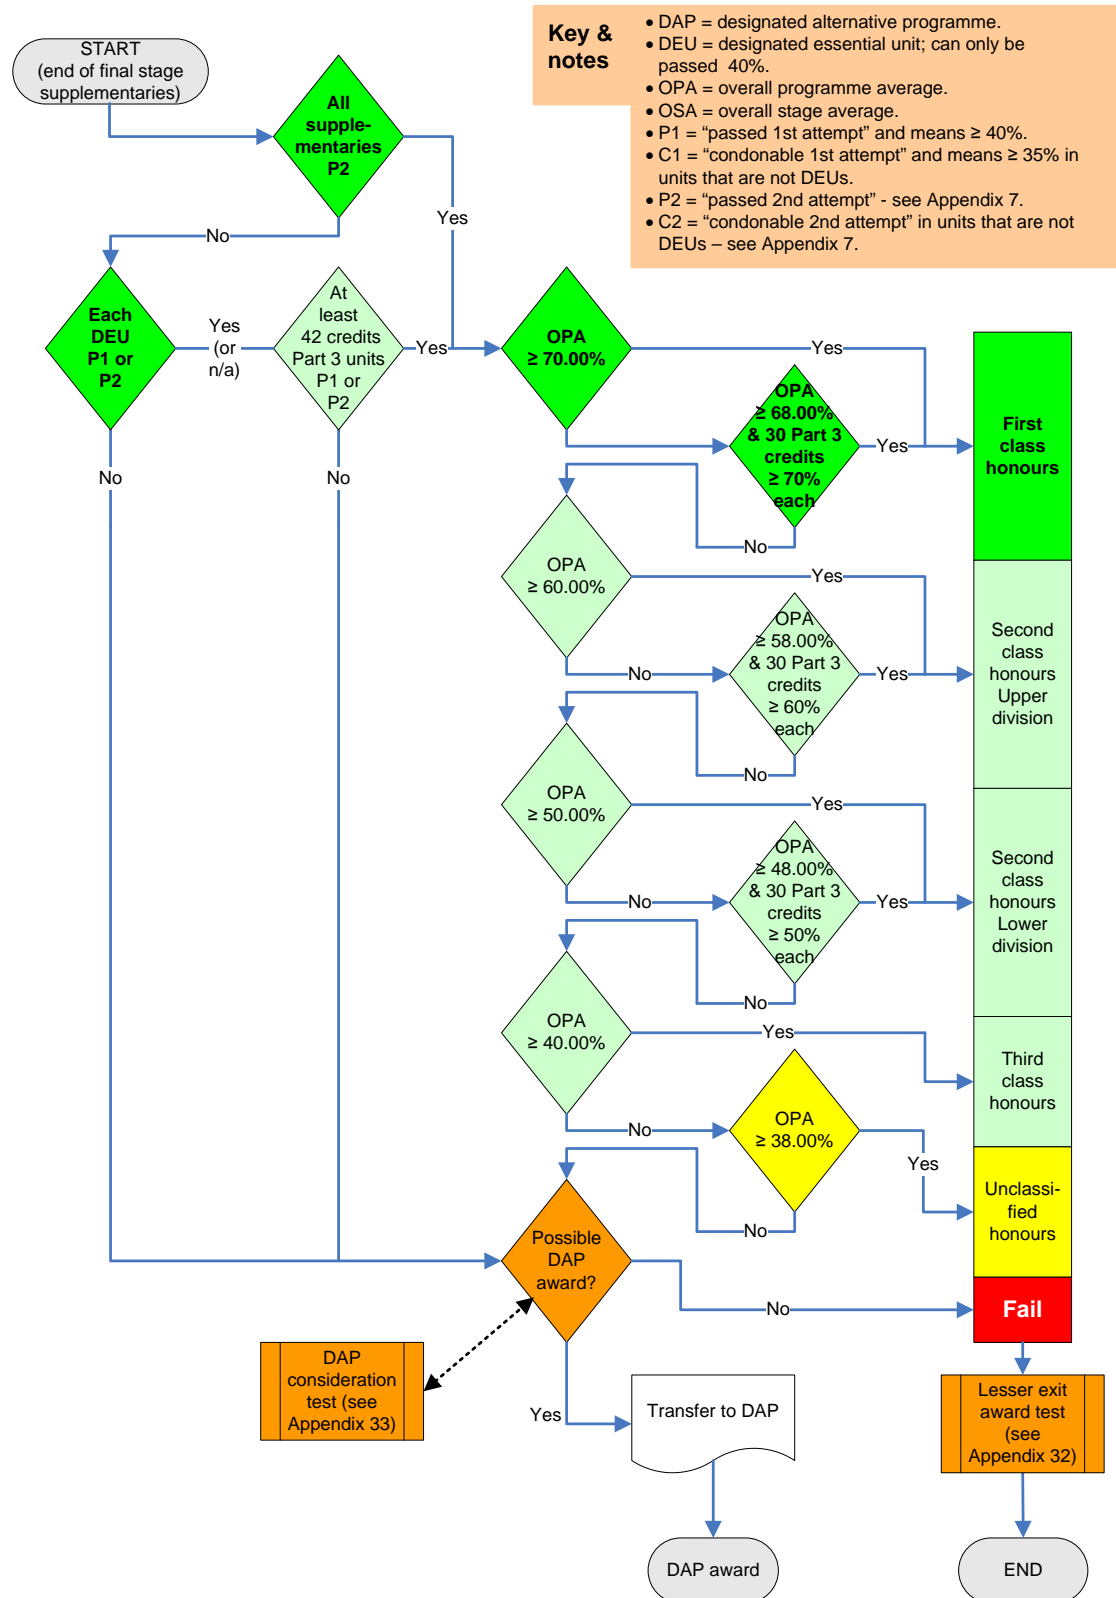 START
(end of final stage
supplementaries)
Key &
notes
• DAP = designated alternative programme.
• DEU = designated essential unit; can only be
passed  40%.
• OPA = overall programme average.
• OSA = overall stage average.
• P1 = “passed 1st attempt” and means ≥ 40%.
• C1 = “condonable 1st attempt” and means ≥ 35% in
units that are not DEUs.
• P2 = “passed 2nd attempt” - see Appendix 7.
• C2 = “condonable 2nd attempt” in units that are not
DEUs – see Appendix 7.
All
supple-
mentaries
P2
Yes
No
Each
DEU
P1 or
P2
Yes
(or
n/a)
At
least
42 credits
Part 3 units
P1 or
P2
Yes
No
No
OPA
≥ 70.00%
Yes
OPA
≥ 68.00%
& 30 Part 3
credits
≥ 70%
each
Yes
No
First
class
honours
OPA
≥ 60.00%
Yes
No
OPA
≥ 58.00%
& 30 Part 3
credits
≥ 60%
each
Yes
No
Second
class
honours
Upper
division
OPA
≥ 50.00%
Yes
No
OPA
≥ 48.00%
& 30 Part 3
credits
≥ 50%
each
Yes
No
Second
class
honours
Lower
division
OPA
≥ 40.00%
Yes
No
Third
class
honours
OPA
≥ 38.00%
Yes
No
Unclassi-
fied
honours
Possible
DAP
award?
No
Fail
DAP
consideration
test (see
Appendix 33)
Yes
Transfer to DAP
Lesser exit
award test
(see
Appendix 32)
DAP award
END